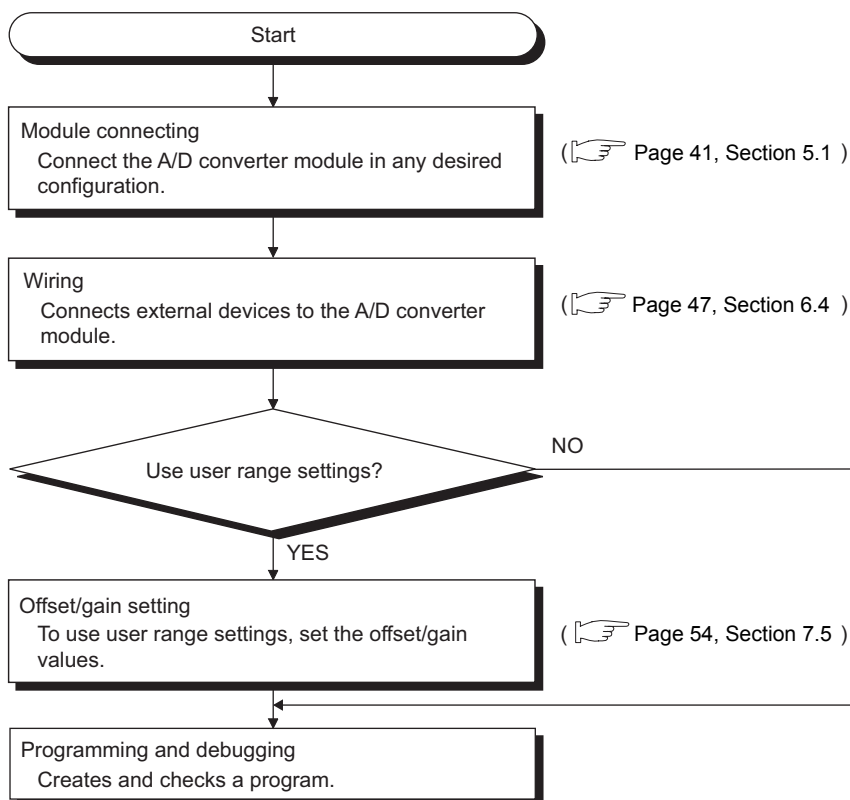 Start
Module connecting
Connect the A/D converter module in any desired
configuration.
( Page 41, Section 5.1 )
Wiring
Connects external devices to the A/D converter
module.
( Page 47, Section 6.4 )
Use user range settings?
NO
YES
Offset/gain setting
To use user range settings, set the offset/gain
values.
( Page 54, Section 7.5 )
Programming and debugging
Creates and checks a program.